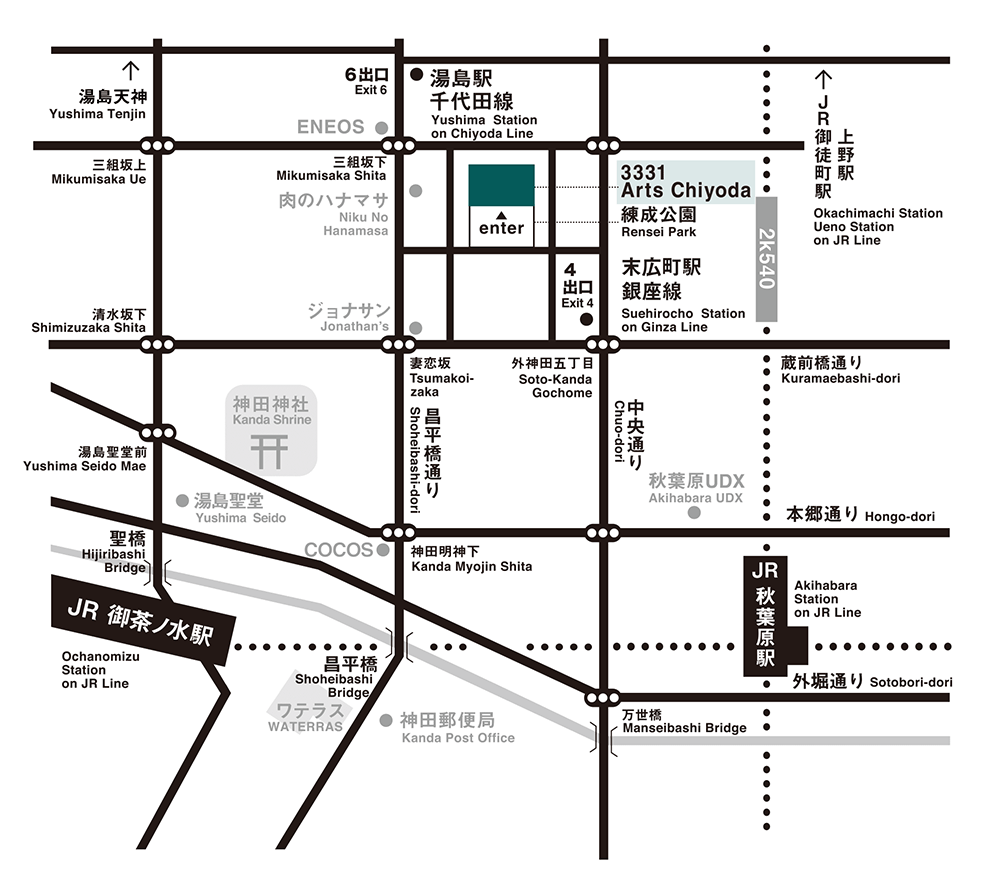 湯島天神
Yushima Tenjin
6出口
Exit 6
湯島駅
千代田線
Yushima Station
on Chiyoda Line
ENEOS
JR御徒町駅
上野駅
Okachimachi Station
Ueno Station
on JR Line
三組坂上
Mikumisaka Ue
三組坂下
Mikumisaka Shita
肉のハナマサ
Niku No
Hanamasa
enter
3331
Arts Chiyoda
練成公園
Rensei Park
2k540
4
出口
Exit 4
末広町駅
銀座線
Suehirocho Station
on Ginza Line
清水坂下
Shimizuzaka Shita
ジョナサン
Jonathan's
妻恋坂
Tsumakoi-
zaka
外神田五丁目
Soto-Kanda
Gochome
蔵前橋通り
Kuramaebashi-dori
神田神社
Kanda Shrine
昌平橋通り
Shoheibashi-dori
中央通り
Chuo-dori
湯島聖堂前
Yushima Seido Mae
秋葉原UDX
Akihabara UDX
湯島聖堂
Yushima Seido
本郷通り Hongo-dori
聖橋
Hijiribashi
Bridge
COCOS
神田明神下
Kanda Myojin Shita
JR 秋葉原駅
Akihabara
Station
on JR Line
JR 御茶ノ水駅
Ochanomizu
Station
on JR Line
昌平橋
Shoheibashi
Bridge
外堀通り Sotobori-dori
ワテラス
WATERRAS
神田郵便局
Kanda Post Office
万世橋
Manseibashi Bridge